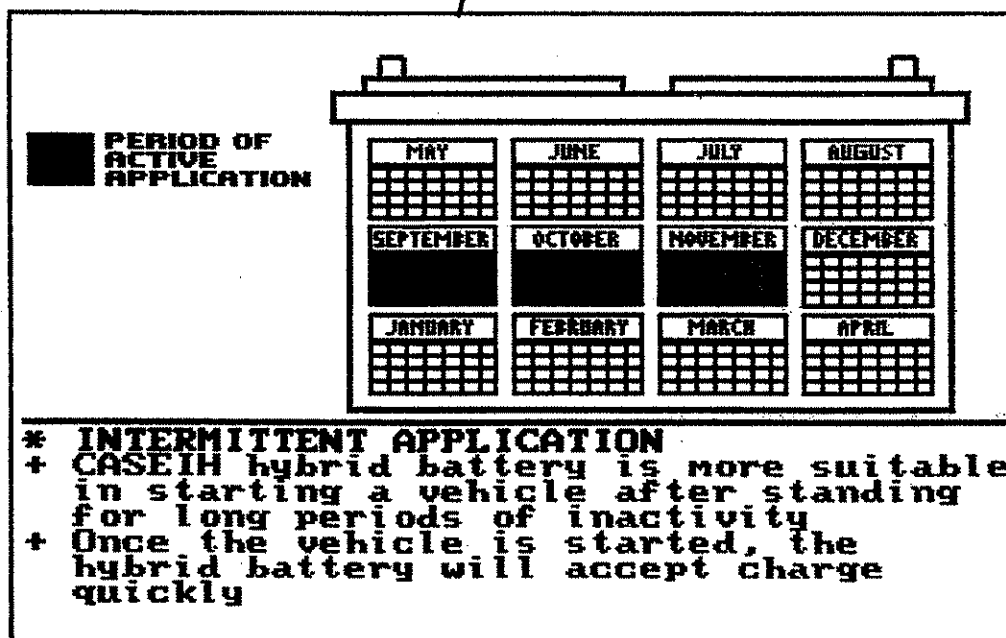 PERIOD OF
ACTIVE
APPLICATION
MAY JUNE JULY AUGUST
SEPTEMBER OCTOBER NOVEMBER DECEMBER
JANUARY FEBRUARY MARCH APRIL
* INTERMITTENT APPLICATION
+ CASEIH hybrid battery is more suitable
in starting a vehicle after standing
for long periods of inactivity
+ Once the vehicle is started, the
hybrid battery will accept charge
quickly